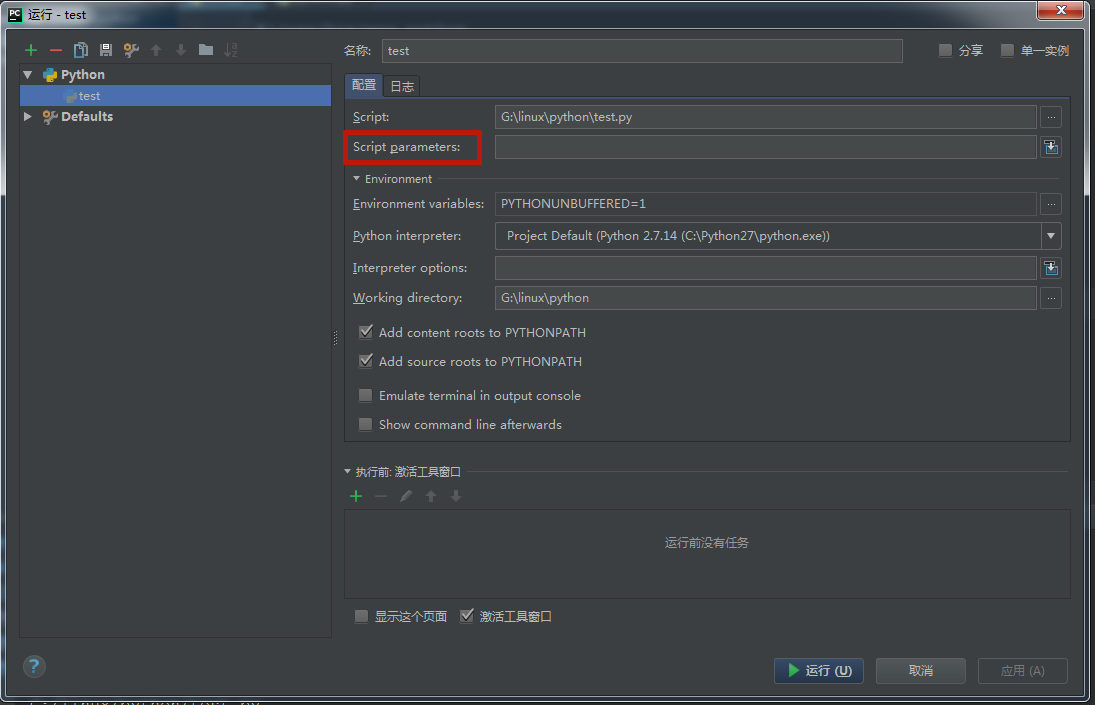 PC 运行 - test
名称: test 分享 单一实例
Python
test
Defaults
配置 日志
Script: G:\linux\python\test.py
Script parameters:
Environment
Environment variables: PYTHONUNBUFFERED=1
Python interpreter: Project Default (Python 2.7.14 (C:\Python27\python.exe))
Interpreter options:
Working directory: G:\linux\python
Add content roots to PYTHONPATH
Add source roots to PYTHONPATH
Emulate terminal in output console
Show command line afterwards
执行前: 激活工具窗口
运行前没有任务
显示这个页面 激活工具窗口
? 运行 (U) 取消 应用 (A)